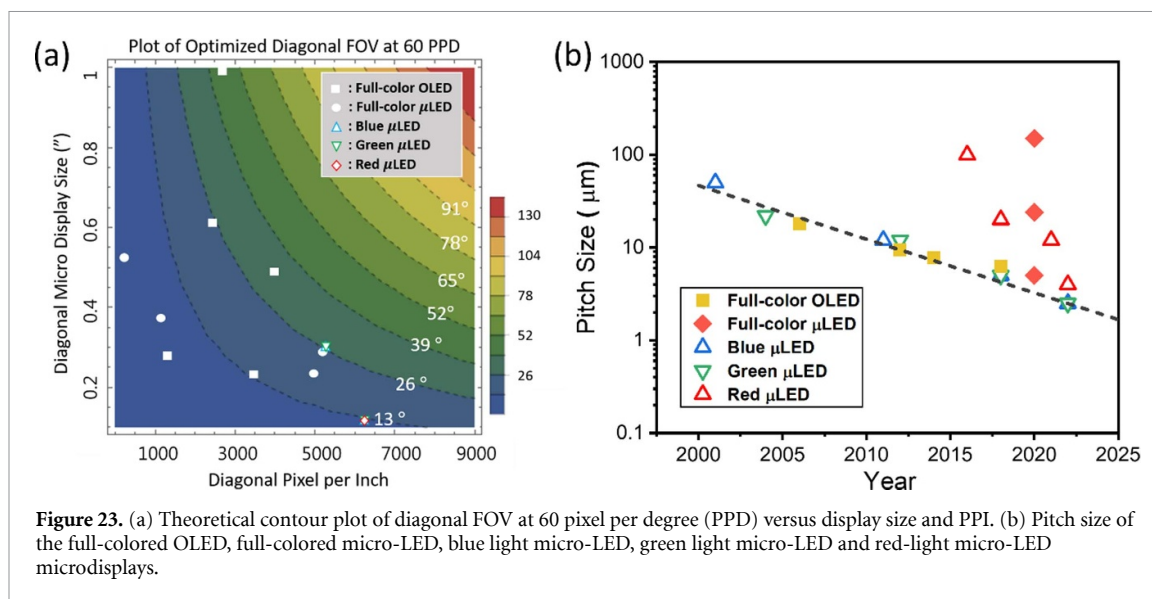 (a)
Plot of Optimized Diagonal FOV at 60 PPD
Diagonal Micro Display Size (″)
1
0.8
0.6
0.4
0.2
: Full-color OLED
: Full-color μLED
: Blue μLED
: Green μLED
: Red μLED
91°
78°
65°
52°
39 °
26 °
13 °
130
104
78
52
26
1000 3000 5000 7000 9000
Diagonal Pixel per Inch
(b)
Pitch Size ( μm)
1000
100
10
1
0.1
Full-color OLED
Full-color μLED
Blue μLED
Green μLED
Red μLED
2000 2005 2010 2015 2020 2025
Year
Figure 23. (a) Theoretical contour plot of diagonal FOV at 60 pixel per degree (PPD) versus display size and PPI. (b) Pitch size of
the full-colored OLED, full-colored micro-LED, blue light micro-LED, green light micro-LED and red-light micro-LED
microdisplays.